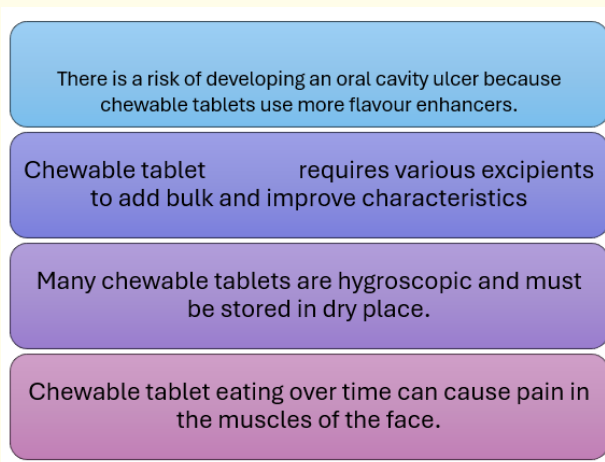 There is a risk of developing an oral cavity ulcer because
chewable tablets use more flavour enhancers.
Chewable tablet requires various excipients
to add bulk and improve characteristics
Many chewable tablets are hygroscopic and must
be stored in dry place.
Chewable tablet eating over time can cause pain in
the muscles of the face.